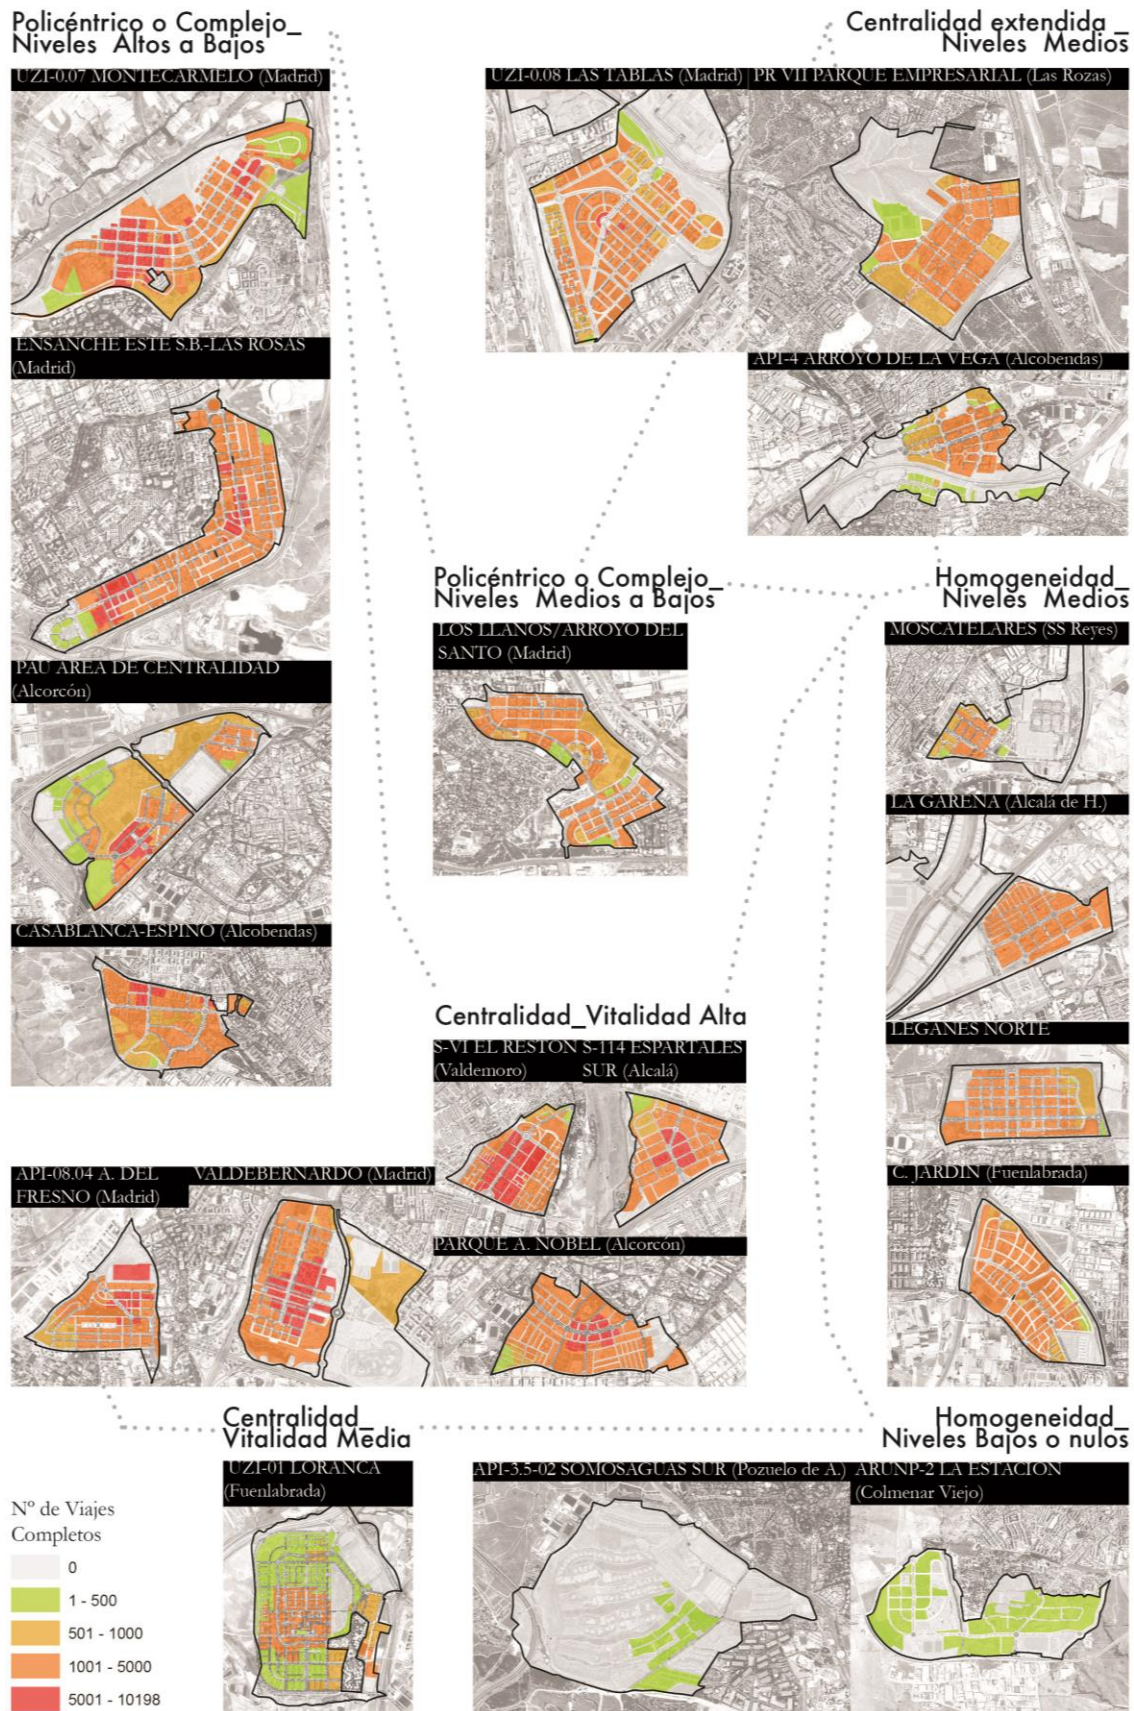 Policéntrico o Complejo_
Niveles Altos a Bajos
UZI-0.07 MONTECARMELO (Madrid)
ENSANCHE ESTE S.B.-LAS ROSAS
(Madrid)
PAU AREA DE CENTRALIDAD
(Alcorcón)
CASABLANCA-ESPINO (Alcobendas)
Centralidad extendida_
Niveles Medios
UZI-0.08 LAS TABLAS (Madrid)
PR VII PARQUE EMPRESARIAL (Las Rozas)
API-4 ARROYO DE LA VEGA (Alcobendas)
Policéntrico o Complejo_
Niveles Medios a Bajos
LOS LLANOS/ARROYO DEL
SANTO (Madrid)
Homogeneidad_
Niveles Medios
MOSCATELARES (SS Reyes)
LA GARENA (Alcalá de H.)
LEGANES NORTE
C. JARDIN (Fuenlabrada)
Centralidad_Vitalidad Alta
S-VI EL RESTON
(Valdemoro)
S-114 ESPARTALES
SUR (Alcalá)
API-08.04 A. DEL
FRESNO (Madrid)
VALDEBERNARDO (Madrid)
PARQUE A. NOBEL (Alcorcón)
Centralidad_
Vitalidad Media
UZI-01 LORANCA
(Fuenlabrada)
Homogeneidad_
Niveles Bajos o nulos
API-3.5-02 SOMOSAGUAS SUR (Pozuelo de A.)
ARUNP-2 LA ESTACION
(Colmenar Viejo)
Nº de Viajes
Completos
0
1 - 500
501 - 1000
1001 - 5000
5001 - 10198